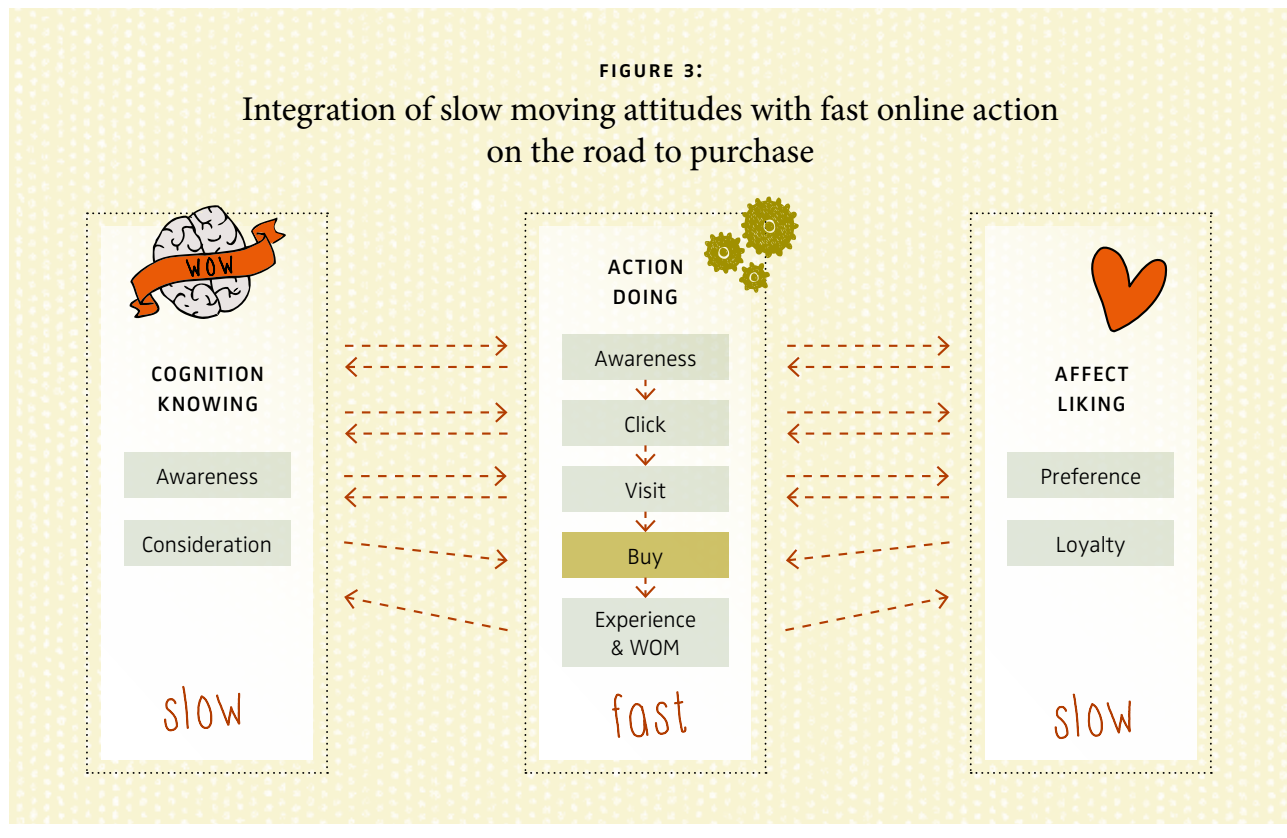 FIGURE 3:
Integration of slow moving attitudes with fast online action
on the road to purchase
WOW
COGNITION
KNOWING
Awareness
Consideration
slow
ACTION
DOING
Awareness
Click
Visit
Buy
Experience
& WOM
fast
AFFECT
LIKING
Preference
Loyalty
slow